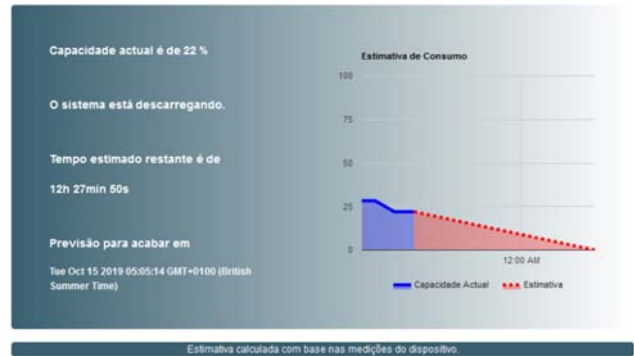 Capacidade actual é de 22 %
O sistema está descarregando.
Tempo estimado restante é de
12h 27min 50s
Previsão para acabar em
Tue Oct 15 2019 05:05:14 GMT+0100 (British
Summer Time)
Estimativa de Consumo
100
75
50
25
0
12:00 AM
Capacidade Actual
Estimativa
Estimativa calculada com base nas medições do dispositivo.